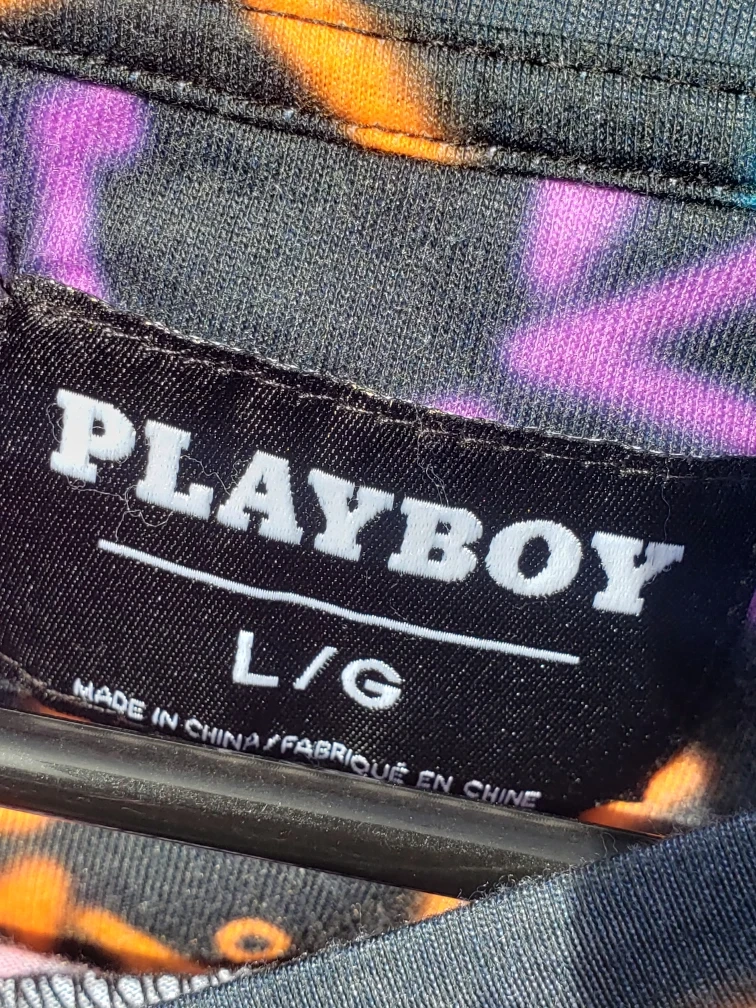 PLAYBOY
L/G
MADE IN CHINA/FABRIQUÉ EN CHINE